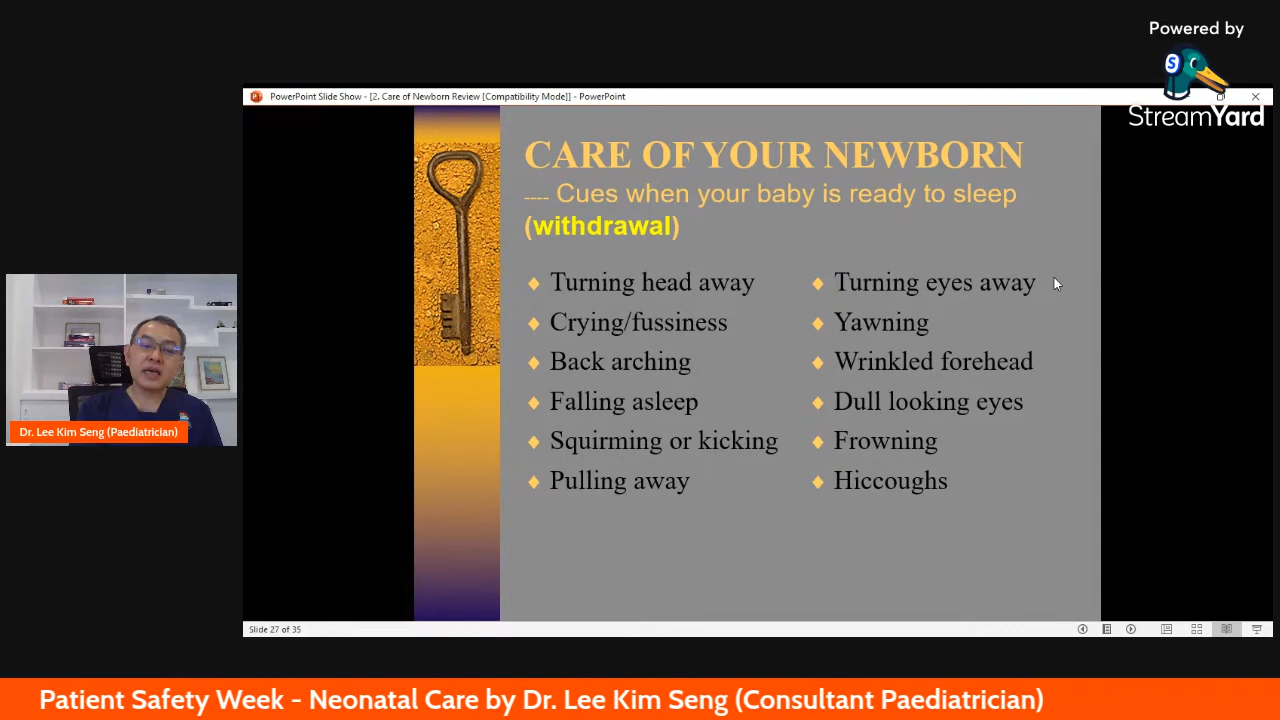 Powered by
StreamYard
PowerPoint Slide Show - [2. Care of Newborn Review [Compatibility Mode]] - PowerPoint
CARE OF YOUR NEWBORN
---- Cues when your baby is ready to sleep
(withdrawal)
Turning head away
Crying/fussiness
Back arching
Falling asleep
Squirming or kicking
Pulling away
Turning eyes away
Yawning
Wrinkled forehead
Dull looking eyes
Frowning
Hiccoughs
Dr. Lee Kim Seng (Paediatrician)
Slide 27 of 35
Patient Safety Week - Neonatal Care by Dr. Lee Kim Seng (Consultant Paediatrician)